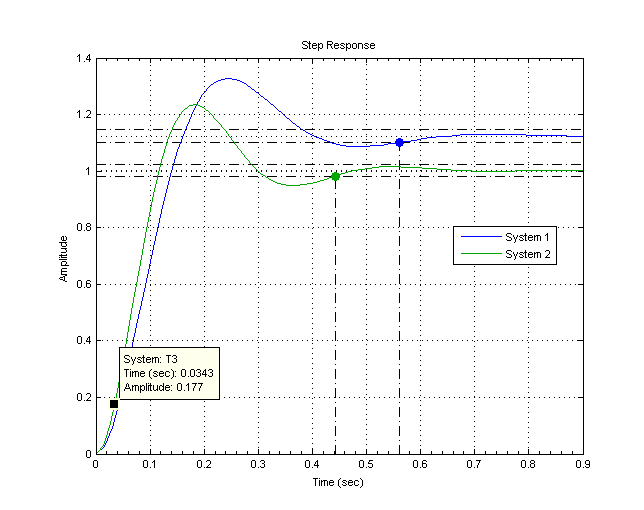 Step Response
1.4
1.2
1
0.8
0.6
0.4
0.2
0
Amplitude
System 1
System 2
System: T3
Time (sec): 0.0343
Amplitude: 0.177
0 0.1 0.2 0.3 0.4 0.5 0.6 0.7 0.8 0.9
Time (sec)